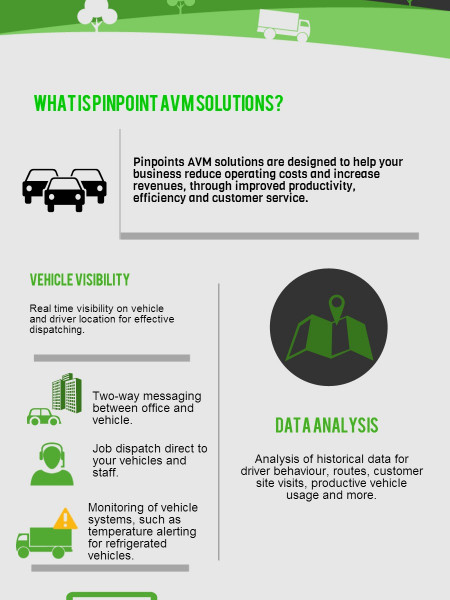 WHAT IS PINPOINT AVM SOLUTIONS?
Pinpoints AVM solutions are designed to help your
business reduce operating costs and increase
revenues, through improved productivity,
efficiency and customer service.
VEHICLE VISIBILITY
Real time visibility on vehicle
and driver location for effective
dispatching.
Two-way messaging
between office and
vehicle.
Job dispatch direct to
your vehicles and
staff.
Monitoring of vehicle
systems, such as
temperature alerting
for refrigerated
vehicles.
DATA ANALYSIS
Analysis of historical data for
driver behaviour, routes, customer
site visits, productive vehicle
usage and more.